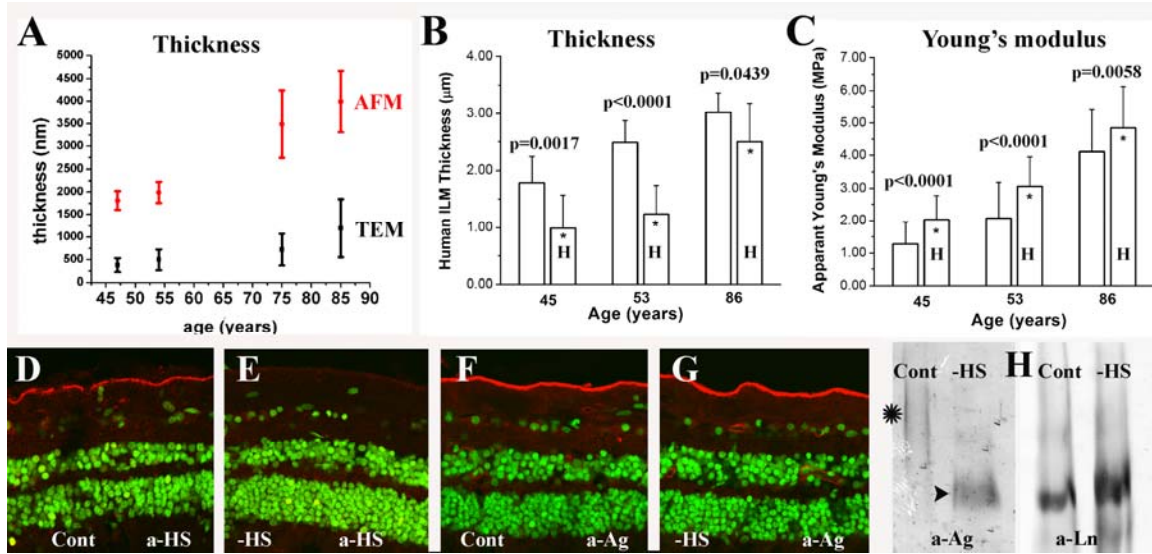 A Thickness
5000
4500
4000
3500
3000
2500
2000
1500
1000
500
0
thickness (nm)
AFM
TEM
45 50 55 60 65 70 75 80 85 90
age (years)
B Thickness
Human ILM Thickness (μm)
4.00
3.00
2.00
1.00
0.00
p=0.0017
p<0.0001
p=0.0439
* * *
H H H
45 53 86
Age (years)
C Young's modulus
Apparant Young's Modulus (MPa)
7.00
6.00
5.00
4.00
3.00
2.00
1.00
0.00
p<0.0001
p<0.0001
p=0.0058
* * *
H H H
45 53 86
Age (years)
D
Cont a-HS
E
-HS a-HS
F
Cont a-Ag
G
-HS a-Ag
H
Cont -HS
a-Ag
Cont -HS
a-Ln